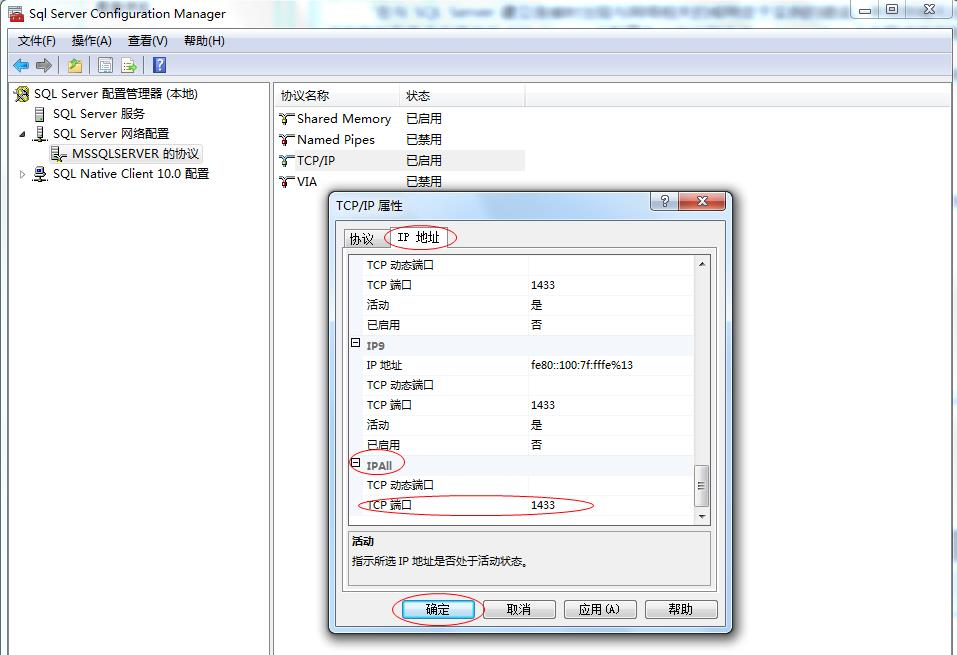 Sql Server Configuration Manager
文件(F) 操作(A) 查看(V) 帮助(H)
SQL Server 配置管理器 (本地)
SQL Server 服务
SQL Server 网络配置
MSSQLSERVER 的协议
SQL Native Client 10.0 配置
协议名称 状态
Shared Memory 已启用
Named Pipes 已禁用
TCP/IP 已启用
VIA 已禁用
TCP/IP 属性
协议 IP 地址
TCP 动态端口
TCP 端口 1433
活动 是
已启用 否
IP9
IP 地址 fe80::100:7f:fffe%13
TCP 动态端口
TCP 端口 1433
活动 是
已启用 否
IPAll
TCP 动态端口
TCP 端口 1433
活动
指示所选 IP 地址是否处于活动状态。
确定 取消 应用(A) 帮助